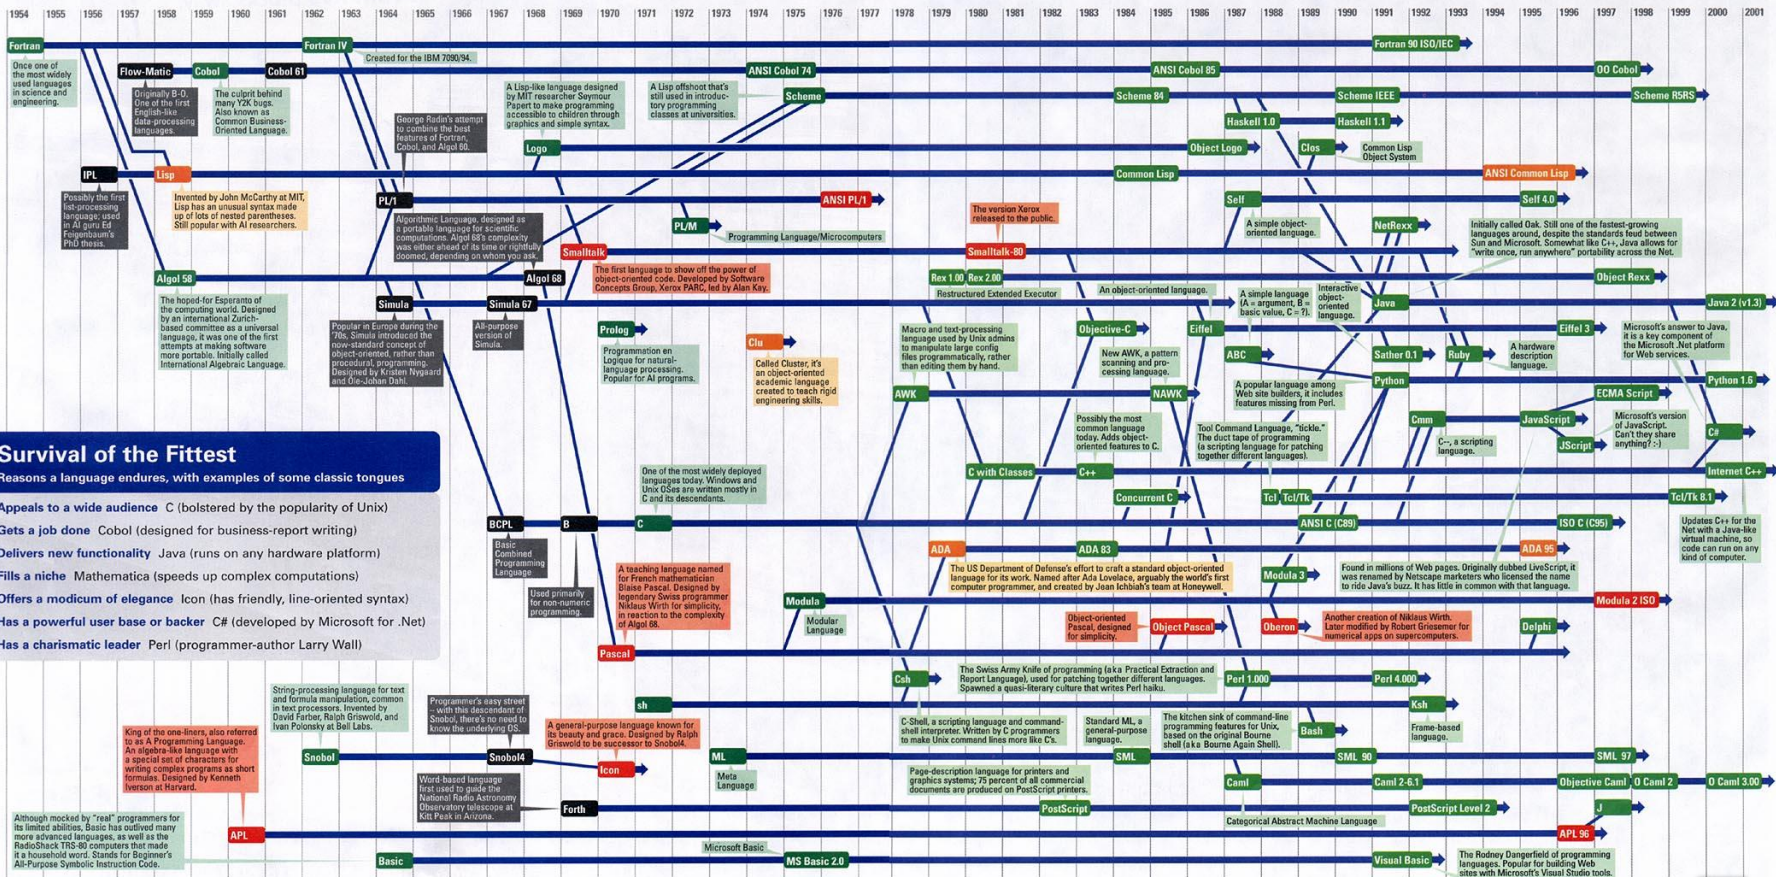 1954 1955 1956 1957 1958 1959 1960 1961 1962 1963 1964 1965 1966 1967 1968 1969 1970 1971 1972 1973 1974 1975 1976 1977 1978 1979 1980 1981 1982 1983 1984 1985 1986 1987 1988 1989 1990 1991 1992 1993 1994 1995 1996 1997 1998 1999 2000 2001
Fortran
Fortran IV
Fortran 90 ISO/IEC
Once one of
the most widely
used languages
in science and
engineering.
Created for the IBM 7090/94.
Flow-Matic
Cobol
Cobol 61
ANSI Cobol 74
ANSI Cobol 85
OO Cobol
Originally B-O.
One of the first
English-like
data-processing
languages.
The culprit behind
many Y2K bugs.
Also known as
Common Business-
Oriented Language.
A Lisp-like language designed
by MIT researcher Seymour
Papert to make programming
accessible to children through
graphics and simple syntax.
A Lisp offshoot that's
still used in introduc-
tory programming
classes at universities.
Scheme
Scheme 84
Scheme IEEE
Scheme R5RS
George Radin's attempt
to combine the best
features of Fortran,
Cobol, and Algol 60.
Haskell 1.0
Haskell 1.1
Logo
Object Logo
Clos
Common Lisp
Object System
IPL
Lisp
Common Lisp
ANSI Common Lisp
Possibly the first
list-processing
language; used
in AI guru Ed
Feigenbaum's
PhD thesis.
Invented by John McCarthy at MIT,
Lisp has an unusual syntax made
up of lots of nested parentheses.
Still popular with AI researchers.
PL/1
ANSI PL/1
Self
Self 4.0
A simple object-
oriented language.
Algorithmic Language, designed as
a portable language for scientific
computations. Algol 68's complexity
was either ahead of its time or rightfully
doomed, depending on whom you ask.
PL/M
Programming Language/Microcomputers
The version Xerox
released to the public.
NetRexx
Initially called Oak. Still one of the fastest-growing
languages around, despite the standards feud between
Sun and Microsoft. Somewhat like C++, Java allows for
"write once, run anywhere" portability across the Net.
Smalltalk
Smalltalk-80
The first language to show off the power of
object-oriented code. Developed by Software
Concepts Group, Xerox PARC, led by Alan Kay.
Algol 58
Algol 68
Rex 1.00
Rex 2.00
Object Rexx
Restructured Extended Executor
The hoped-for Esperanto of
the computing world. Designed
by an international Zurich-
based committee as a universal
language, it was one of the first
attempts at making software
more portable. Initially called
International Algebraic Language.
Simula
Simula 67
Java
Java 2 (v1.3)
Popular in Europe during the
'70s, Simula introduced the
now-standard concept of
object-oriented, rather than
procedural, programming.
Designed by Kristen Nygaard
and Ole-Johan Dahl.
All-purpose
version of
Simula.
An object-oriented language.
A simple language
(A = argument, B =
basic value, C = ?).
Interactive
object-
oriented
language.
Prolog
Programmation en
Logique for natural-
language processing.
Popular for AI programs.
Clu
Called Cluster, it's
an object-oriented
academic language
created to teach rigid
engineering skills.
Macro and text-processing
language used by Unix admins
to manipulate large config
files programmatically, rather
than editing them by hand.
Objective-C
Eiffel
Eiffel 3
New AWK, a pattern
scanning and pro-
cessing language.
ABC
Sather 0.1
Ruby
A hardware
description
language.
Microsoft's answer to Java,
it is a key component of
the Microsoft .Net platform
for Web services.
Python
Python 1.6
A popular language among
Web site builders, it includes
features missing from Perl.
AWK
NAWK
ECMA Script
Possibly the most
common language
today. Adds object-
oriented features to C.
Tool Command Language, "tickle."
The duct tape of programming
(a scripting language for patching
together different languages).
Cmm
C--, a scripting
language.
JavaScript
JScript
Microsoft's version
of JavaScript.
Can't they share
anything? :-)
C#
Survival of the Fittest
Reasons a language endures, with examples of some classic tongues
Appeals to a wide audience C (bolstered by the popularity of Unix)
Gets a job done Cobol (designed for business-report writing)
Delivers new functionality Java (runs on any hardware platform)
Fills a niche Mathematica (speeds up complex computations)
Offers a modicum of elegance Icon (has friendly, line-oriented syntax)
Has a powerful user base or backer C# (developed by Microsoft for .Net)
Has a charismatic leader Perl (programmer-author Larry Wall)
One of the most widely deployed
languages today. Windows and
Unix OSes are written mostly in
C and its descendants.
C with Classes
C++
Internet C++
Concurrent C
Tcl
Tcl/Tk
Tcl/Tk 8.1
BCPL
B
C
ANSI C (C89)
ISO C (C95)
Basic
Combined
Programming
Language
Used primarily
for non-numeric
programming.
Updates C++ for the
Net with a Java-like
virtual machine, so
code can run on any
kind of computer.
ADA
ADA 83
ADA 95
The US Department of Defense's effort to craft a standard object-oriented
language for its work. Named after Ada Lovelace, arguably the world's first
computer programmer, and created by Jean Ichbiah's team at Honeywell.
A teaching language named
for French mathematician
Blaise Pascal. Designed by
legendary Swiss programmer
Niklaus Wirth for simplicity,
in reaction to the complexity
of Algol 68.
Modula 3
Found in millions of Web pages. Originally dubbed LiveScript, it
was renamed by Netscape marketers who licensed the name
to ride Java's buzz. It has little in common with that language.
Modula
Modula 2 ISO
Modular
Language
Object-oriented
Pascal, designed
for simplicity.
Object Pascal
Oberon
Another creation of Niklaus Wirth.
Later modified by Robert Griesemer for
numerical apps on supercomputers.
Delphi
Pascal
Csh
The Swiss Army Knife of programming (aka Practical Extraction and
Report Language), used for patching together different languages.
Spawned a quasi-literary culture that writes Perl haiku.
Perl 1.000
Perl 4.000
String-processing language for text
and formula manipulation, common
in text processors. Invented by
David Farber, Ralph Griswold, and
Ivan Polonsky at Bell Labs.
Programmer's easy street
– with this descendant of
Snobol, there's no need to
know the underlying OS.
sh
Ksh
Frame-based
language.
King of the one-liners, also referred
to as A Programming Language.
An algebra-like language with
a special set of characters for
writing complex programs as short
formulas. Designed by Kenneth
Iverson at Harvard.
A general-purpose language known for
its beauty and grace. Designed by Ralph
Griswold to be successor to Snobol4.
C-Shell, a scripting language and command-
shell interpreter. Written by C programmers
to make Unix command lines more like C's.
Standard ML, a
general-purpose
language.
The kitchen sink of command-line
programming features for Unix,
based on the original Bourne
shell (aka Bourne Again Shell).
Bash
Snobol
Snobol4
Icon
ML
SML
SML 90
SML 97
Meta
Language
Page-description language for printers and
graphics systems; 75 percent of all commercial
documents are produced on PostScript printers.
Caml
Caml 2-6.1
Objective Caml
O Caml 2
O Caml 3.00
Word-based language
first used to guide the
National Radio Astronomy
Observatory telescope at
Kitt Peak in Arizona.
Forth
PostScript
PostScript Level 2
J
Categorical Abstract Machine Language
Although mocked by "real" programmers for
its limited abilities, Basic has outlived many
more advanced languages, as well as the
RadioShack TRS-80 computers that made
it a household word. Stands for Beginner's
All-Purpose Symbolic Instruction Code.
APL
APL 96
Microsoft Basic
Basic
MS Basic 2.0
Visual Basic
The Rodney Dangerfield of programming
languages. Popular for building Web
sites with Microsoft's Visual Studio tools.